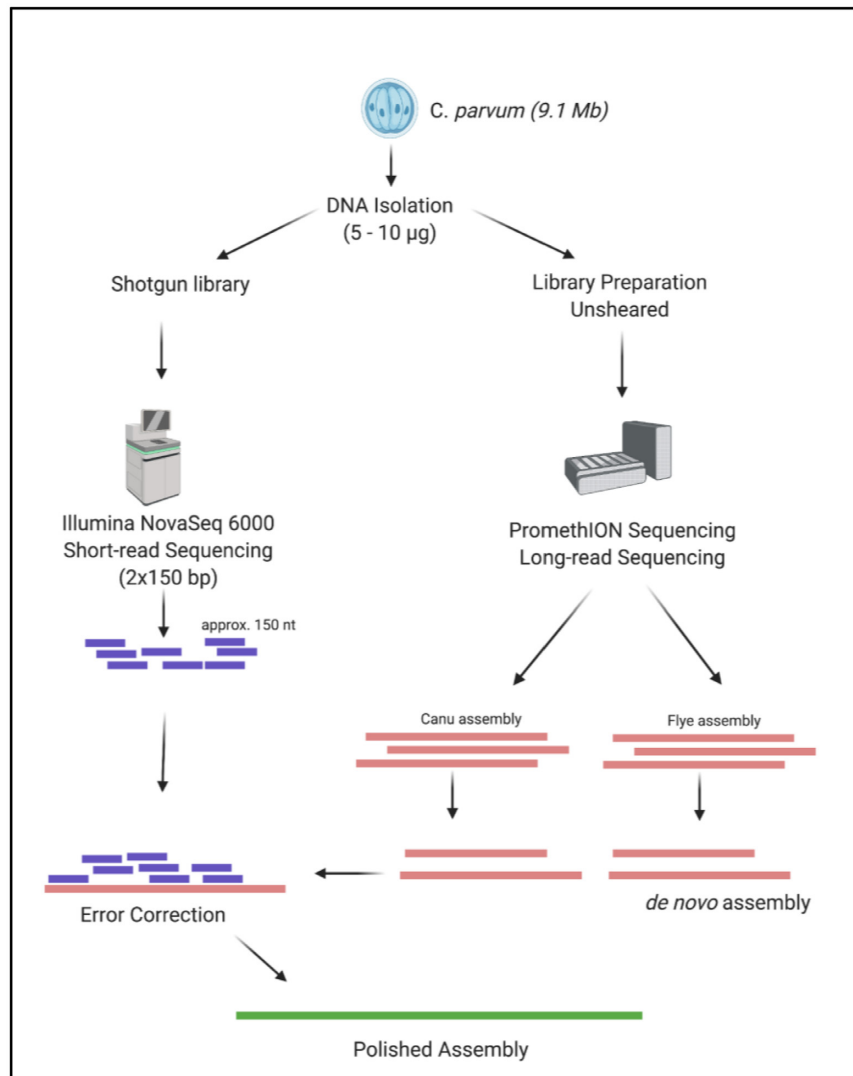 C. parvum (9.1 Mb)
DNA Isolation
(5 - 10 µg)
Shotgun library
Library Preparation
Unsheared
Illumina NovaSeq 6000
Short-read Sequencing
(2x150 bp)
PromethION Sequencing
Long-read Sequencing
approx. 150 nt
Canu assembly
Flye assembly
Error Correction
de novo assembly
Polished Assembly